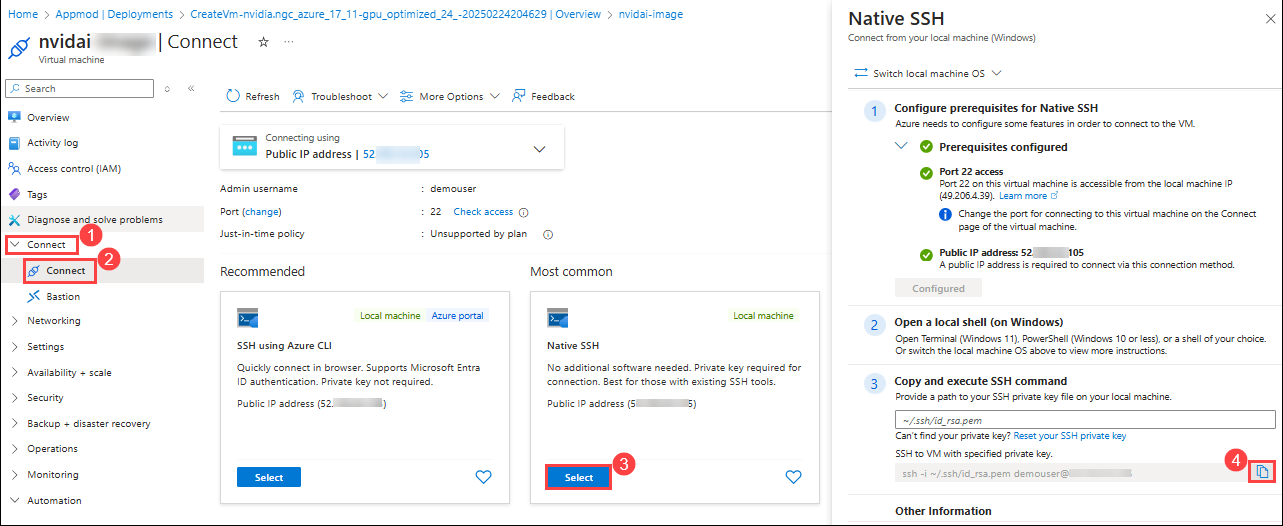 Home > Appmod | Deployments > CreateVm-nvidia.ngc_azure_17_11-gpu_optimized_24_-20250224204629 | Overview > nvidai-image
nvidai | Connect ☆ ...
Virtual machine
Search
Overview
Activity log
Access control (IAM)
Tags
Diagnose and solve problems
Connect
1
Connect
2
Bastion
Networking
Settings
Availability + scale
Security
Backup + disaster recovery
Operations
Monitoring
Automation
Refresh Troubleshoot More Options Feedback
Connecting using
Public IP address | 52 05
Admin username : demouser
Port (change) : 22 Check access
Just-in-time policy : Unsupported by plan
Recommended
Local machine Azure portal
SSH using Azure CLI
Quickly connect in browser. Supports Microsoft Entra
ID authentication. Private key not required.
Public IP address (52. )
Select
Most common
Local machine
Native SSH
No additional software needed. Private key required for
connection. Best for those with existing SSH tools.
Public IP address (5 5)
Select
3
Native SSH
Connect from your local machine (Windows)
Switch local machine OS
1 Configure prerequisites for Native SSH
Azure needs to configure some features in order to connect to the VM.
Prerequisites configured
Port 22 access
Port 22 on this virtual machine is accessible from the local machine IP
(49.206.4.39). Learn more
Change the port for connecting to this virtual machine on the Connect
page of the virtual machine.
Public IP address: 52. 105
A public IP address is required to connect via this connection method.
Configured
2 Open a local shell (on Windows)
Open Terminal (Windows 11), PowerShell (Windows 10 or less), or a shell of your choice.
Or switch the local machine OS above to view more instructions.
3 Copy and execute SSH command
Provide a path to your SSH private key file on your local machine.
~/.ssh/id_rsa.pem
Can't find your private key? Reset your SSH private key
SSH to VM with specified private key.
4
ssh -i ~/.ssh/id_rsa.pem demouser@
Other Information